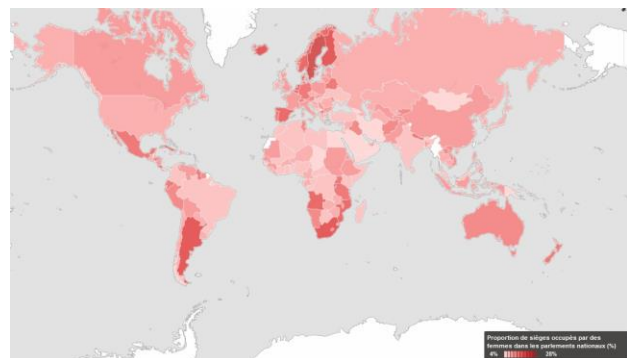 Proportion de sièges occupés par des
femmes dans les parlements nationaux (%)
4% 28%